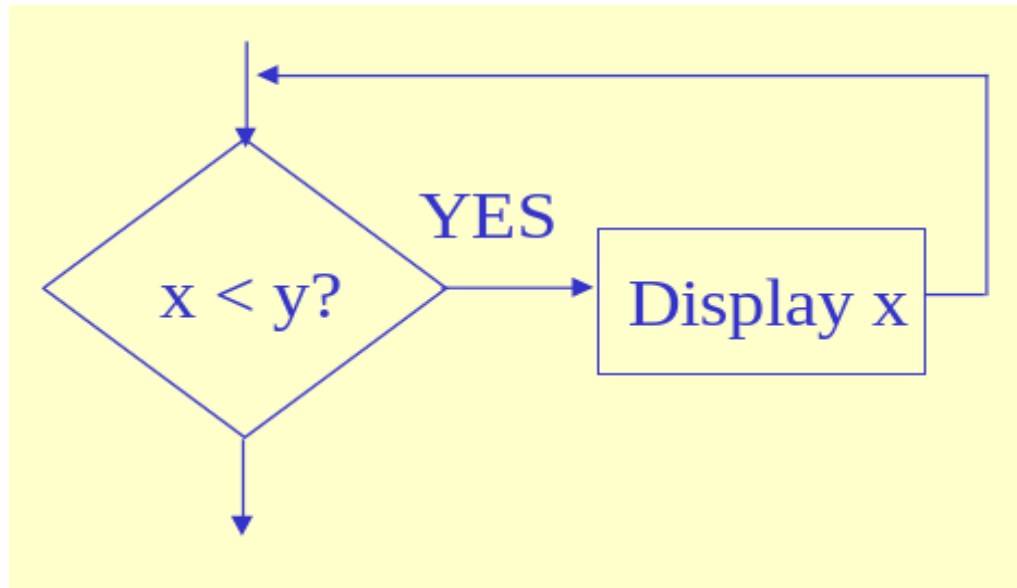 YES
x < y?
Display x